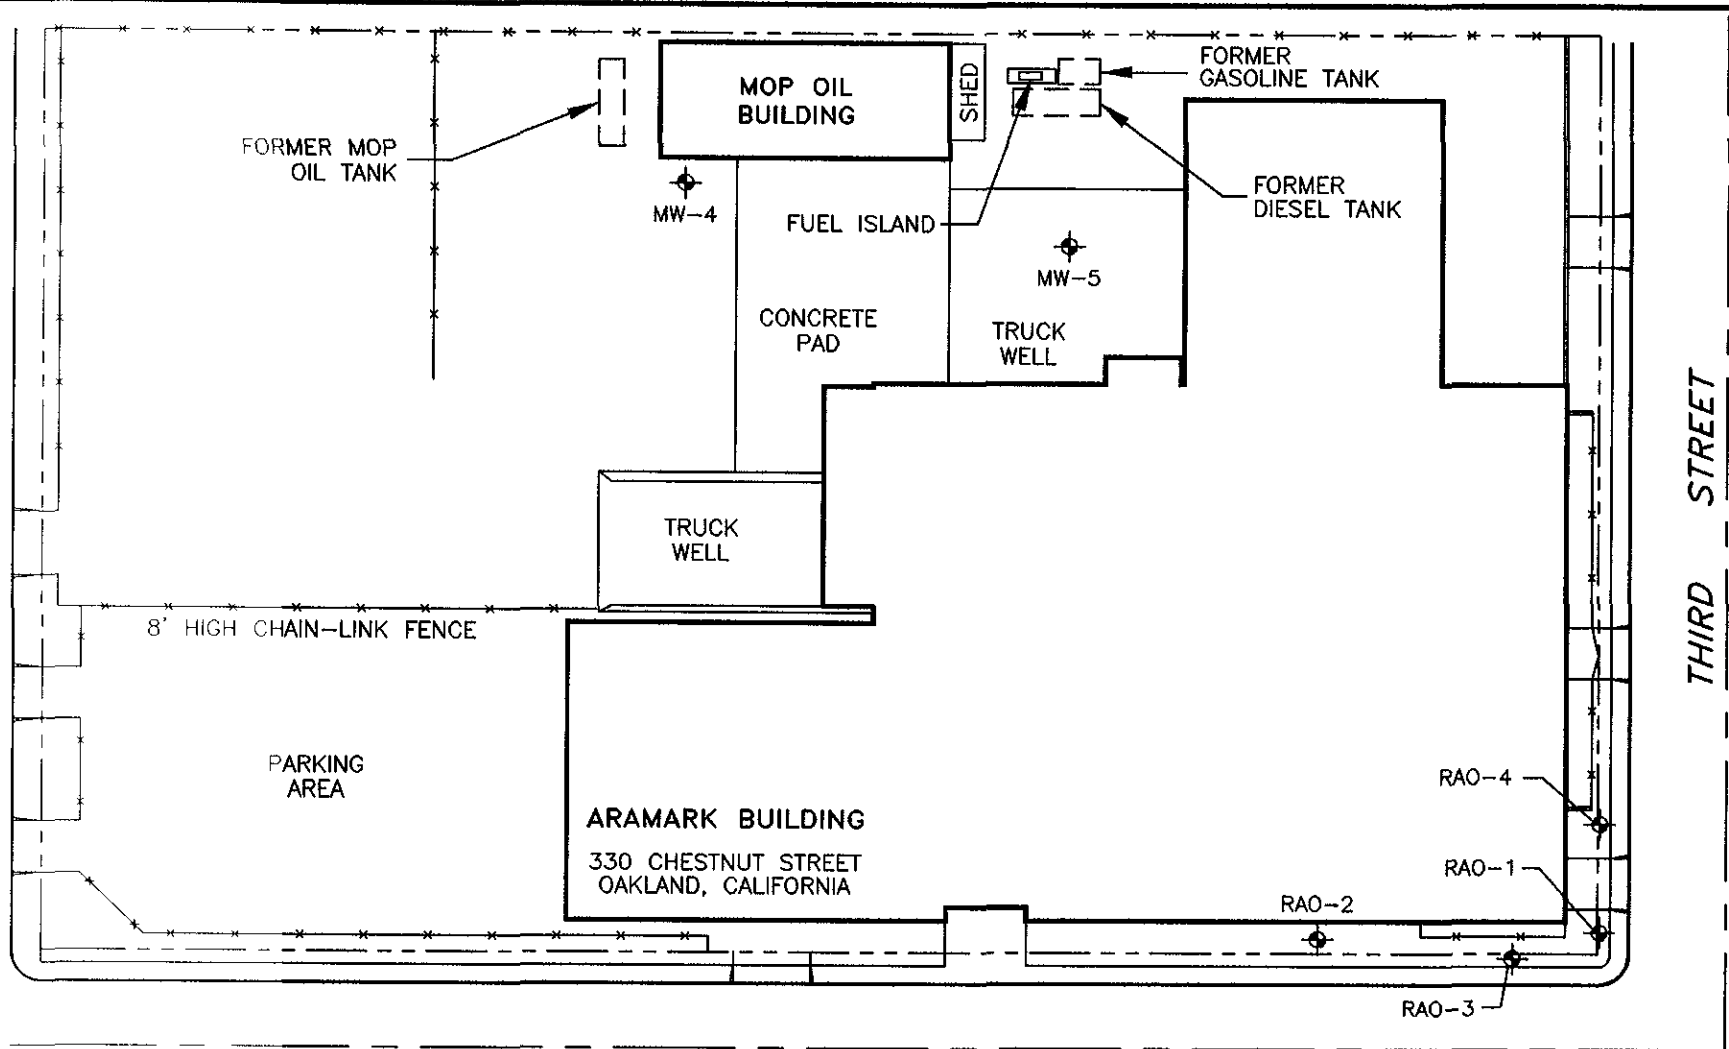 FORMER
GASOLINE TANK
MOP OIL
BUILDING
SHED
FORMER MOP
OIL TANK
FORMER
DIESEL TANK
MW-4
FUEL ISLAND
MW-5
CONCRETE
PAD
TRUCK
WELL
THIRD STREET
TRUCK
WELL
8' HIGH CHAIN-LINK FENCE
PARKING
AREA
RAO-4
ARAMARK BUILDING
330 CHESTNUT STREET
OAKLAND, CALIFORNIA
RAO-1
RAO-2
RAO-3